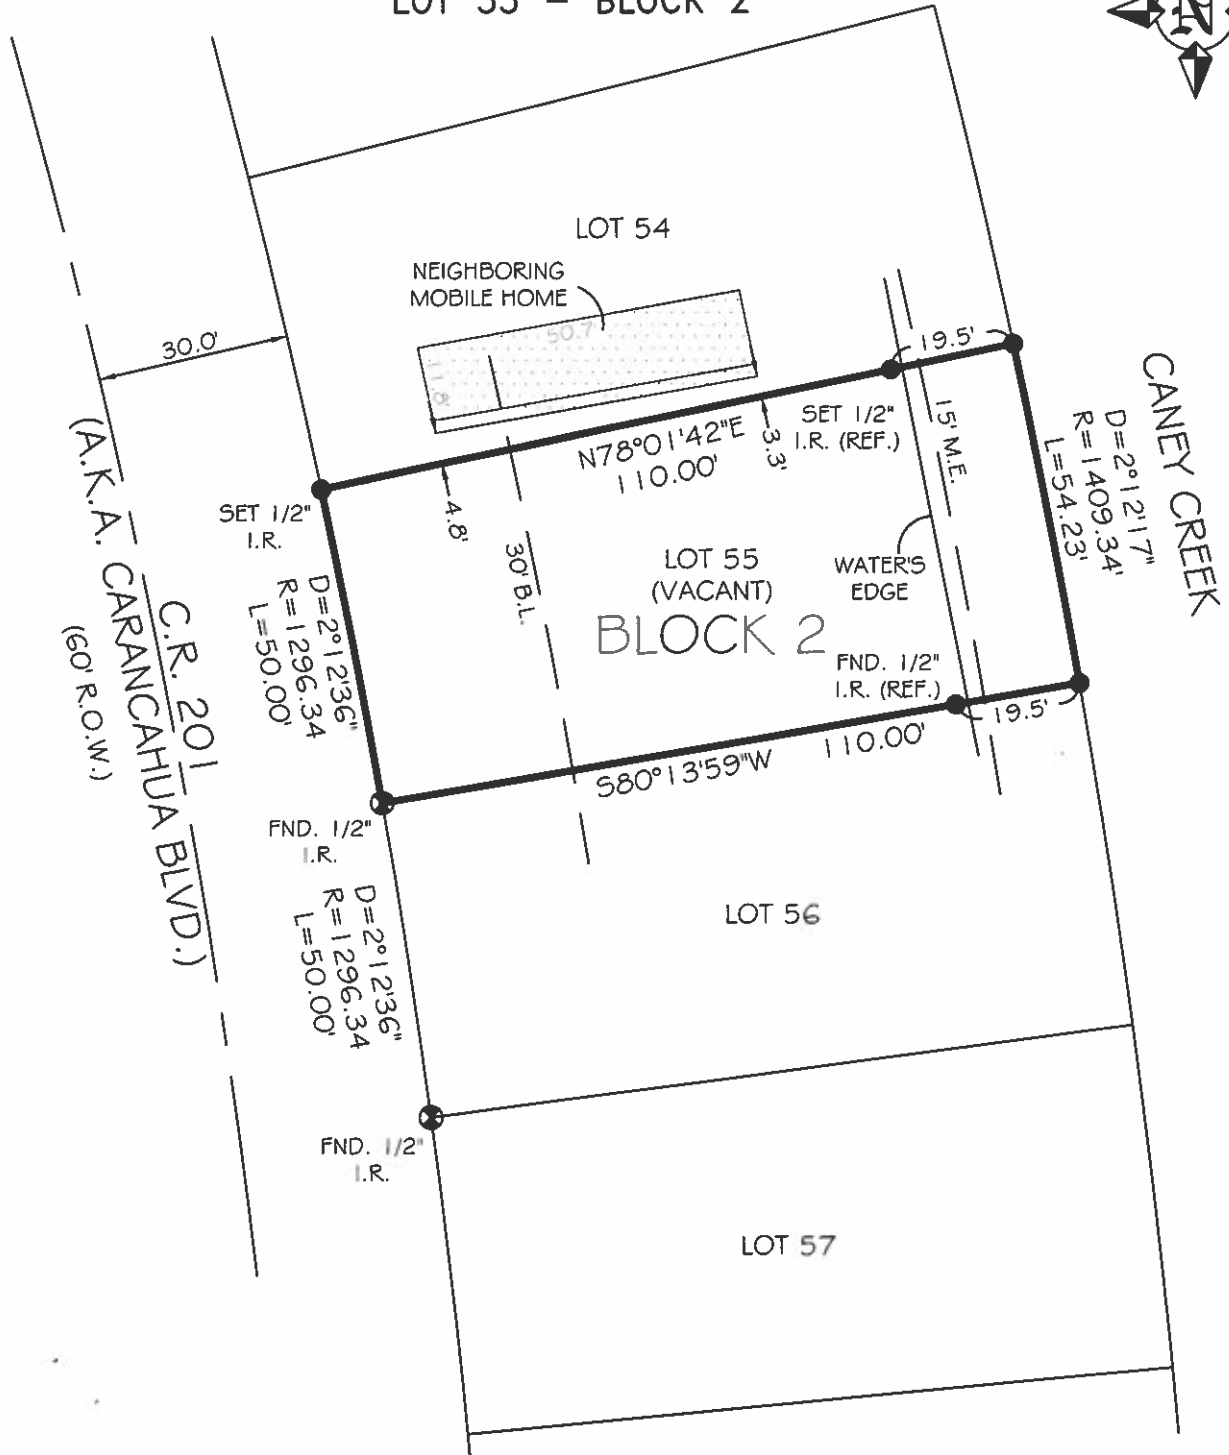 LOT 55 - BLOCK 2
N
LOT 54
NEIGHBORING
MOBILE HOME
50.7'
11.8'
30.0'
19.5'
CANEY CREEK
D=2°12'17"
R=1409.34'
L=54.23'
15' M.E.
SET 1/2"
I.R. (REF.)
N78°01'42"E
110.00'
3.3'
4.8'
SET 1/2"
I.R.
30' B.L.
LOT 55
(VACANT)
BLOCK 2
WATER'S
EDGE
D=2°12'36"
R=1296.34
L=50.00'
C.R. 201
(A.K.A. CARANCAHUA BLVD.)
(60' R.O.W.)
FND. 1/2"
I.R. (REF.)
19.5'
S80°13'59"W
110.00'
FND. 1/2"
I.R.
D=2°12'36"
R=1296.34
L=50.00'
LOT 56
FND. 1/2"
I.R.
LOT 57